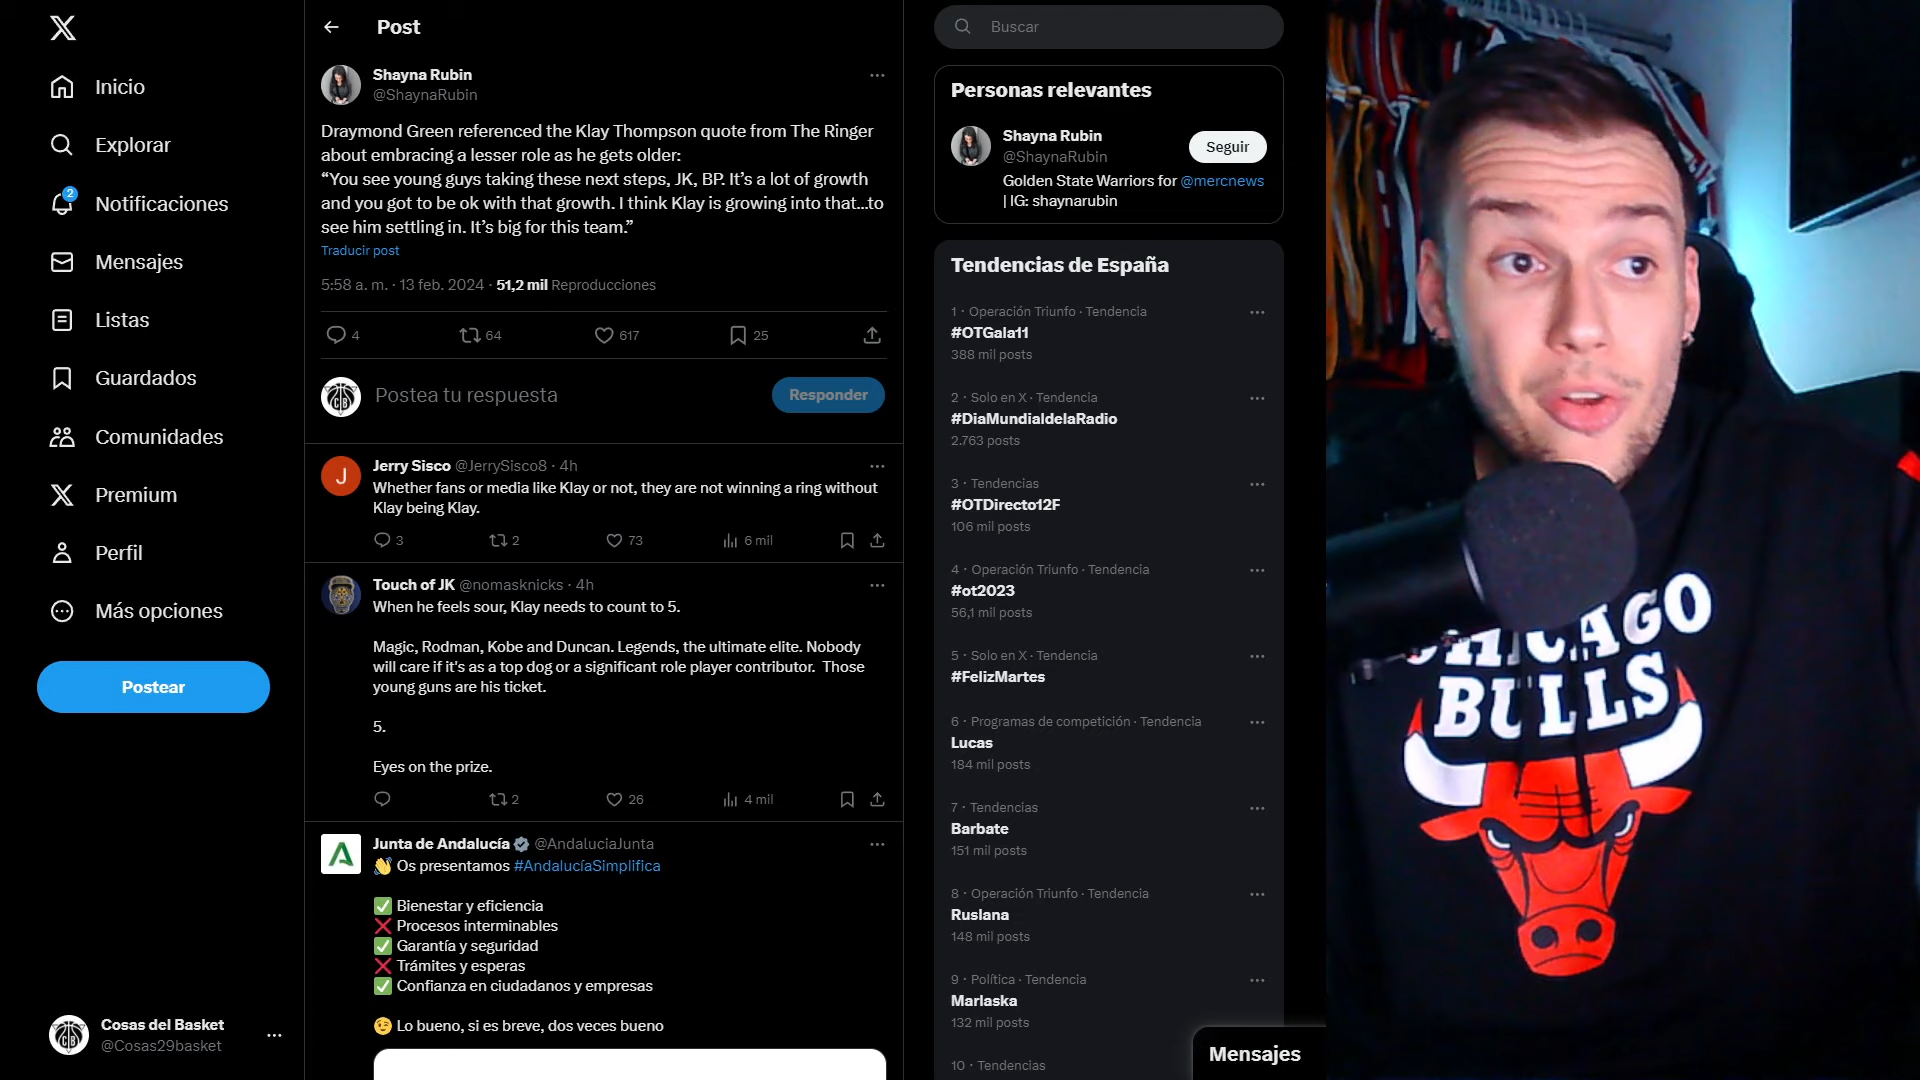 Inicio
Explorar
2
Notificaciones
Mensajes
Listas
Guardados
Comunidades
Premium
Perfil
Más opciones
Postear
Cosas del Basket
@Cosas29basket
Post
Shayna Rubin
@ShaynaRubin
Draymond Green referenced the Klay Thompson quote from The Ringer
about embracing a lesser role as he gets older:
“You see young guys taking these next steps, JK, BP. It’s a lot of growth
and you got to be ok with that growth. I think Klay is growing into that…to
see him settling in. It’s big for this team.”
Traducir post
5:58 a. m. · 13 feb. 2024 · 51,2 mil Reproducciones
4 64 617 25
Postea tu respuesta
Responder
J
Jerry Sisco @JerrySisco8 · 4h
Whether fans or media like Klay or not, they are not winning a ring without
Klay being Klay.
3 2 73 6 mil
Touch of JK @nomasknicks · 4h
When he feels sour, Klay needs to count to 5.
Magic, Rodman, Kobe and Duncan. Legends, the ultimate elite. Nobody
will care if it's as a top dog or a significant role player contributor. Those
young guns are his ticket.
5.
Eyes on the prize.
2 26 4 mil
Junta de Andalucía @AndaluciaJunta
👋 Os presentamos #AndalucíaSimplifica
✅ Bienestar y eficiencia
❌ Procesos interminables
✅ Garantía y seguridad
❌ Trámites y esperas
✅ Confianza en ciudadanos y empresas
😉 Lo bueno, si es breve, dos veces bueno
Buscar
Personas relevantes
Shayna Rubin
@ShaynaRubin
Seguir
Golden State Warriors for @mercnews
| IG: shaynarubin
Tendencias de España
1 · Operación Triunfo · Tendencia
#OTGala11
388 mil posts
2 · Solo en X · Tendencia
#DiaMundialdelaRadio
2.763 posts
3 · Tendencias
#OTDirecto12F
106 mil posts
4 · Operación Triunfo · Tendencia
#ot2023
56,1 mil posts
5 · Solo en X · Tendencia
#FelizMartes
6 · Programas de competición · Tendencia
Lucas
184 mil posts
7 · Tendencias
Barbate
151 mil posts
8 · Operación Triunfo · Tendencia
Ruslana
148 mil posts
9 · Política · Tendencia
Marlaska
132 mil posts
10 · Tendencias
Mensajes
CHICAGO
BULLS